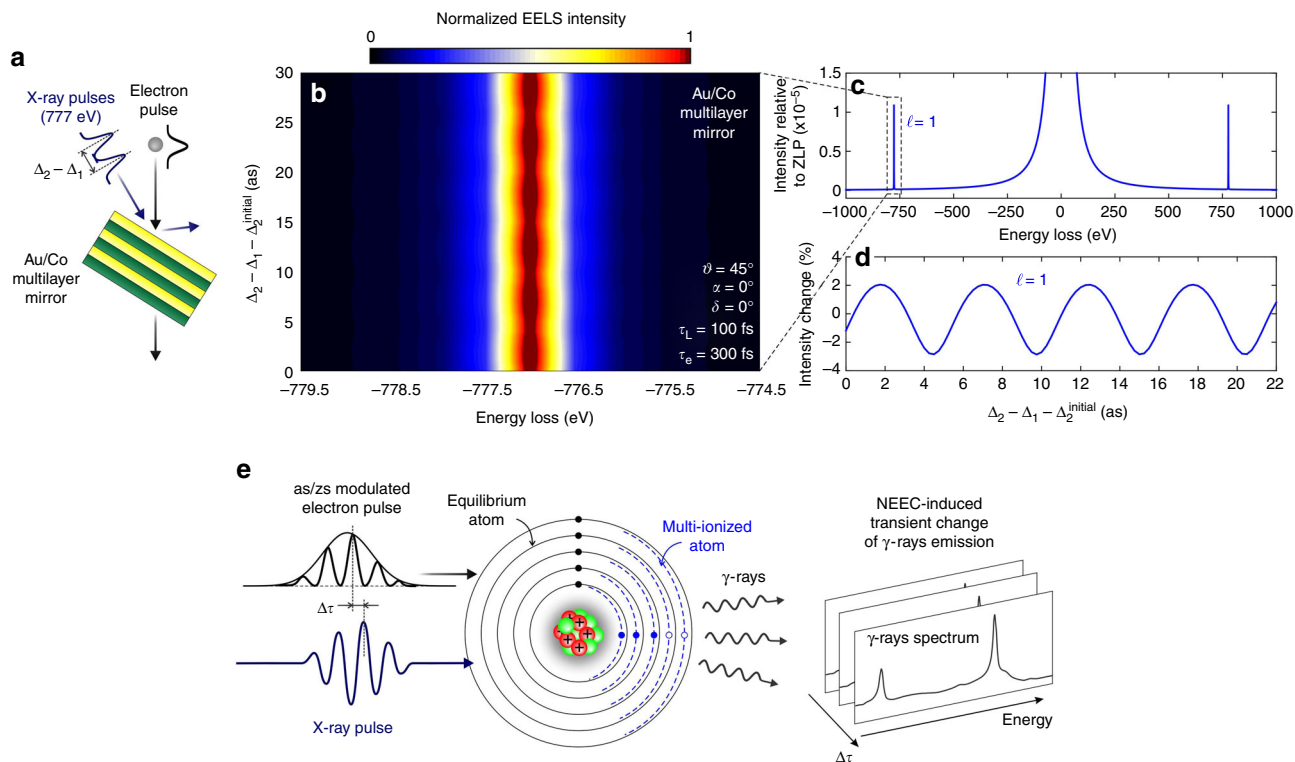 Normalized EELS intensity
0
1
a
X-ray pulses
(777 eV)
Electron
pulse
Δ₂ − Δ₁
Au/Co
multilayer
mirror
b
Au/Co
multilayer
mirror
ϑ = 45°
α = 0°
δ = 0°
τL = 100 fs
τe = 300 fs
30
25
20
15
10
5
0
Δ₂ − Δ₁ − Δ₂^initial (as)
−779.5
−778.5
−777.5
−776.5
−775.5
−774.5
Energy loss (eV)
c
ℓ = 1
1.5
1
0.5
0
Intensity relative
to ZLP (x10⁻⁵)
−1000
−750
−500
−250
0
250
500
750
1000
Energy loss (eV)
d
ℓ = 1
4
2
0
−2
−4
Intensity change (%)
0
2
4
6
8
10
12
14
16
18
20
22
Δ₂ − Δ₁ − Δ₂^initial (as)
e
as/zs modulated
electron pulse
Δτ
X-ray pulse
Equilibrium
atom
Multi-ionized
atom
+
+
+
+
+
+
γ-rays
NEEC-induced
transient change
of γ-rays emission
γ-rays spectrum
Energy
Δτ